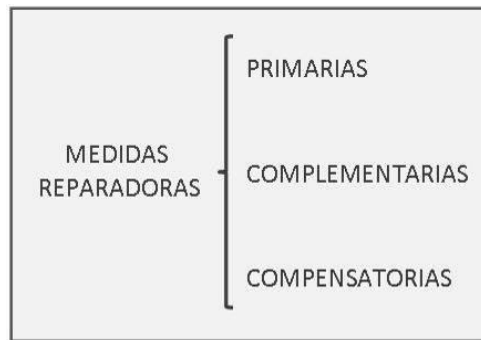 MEDIDAS
REPARADORAS
PRIMARIAS
COMPLEMENTARIAS
COMPENSATORIAS